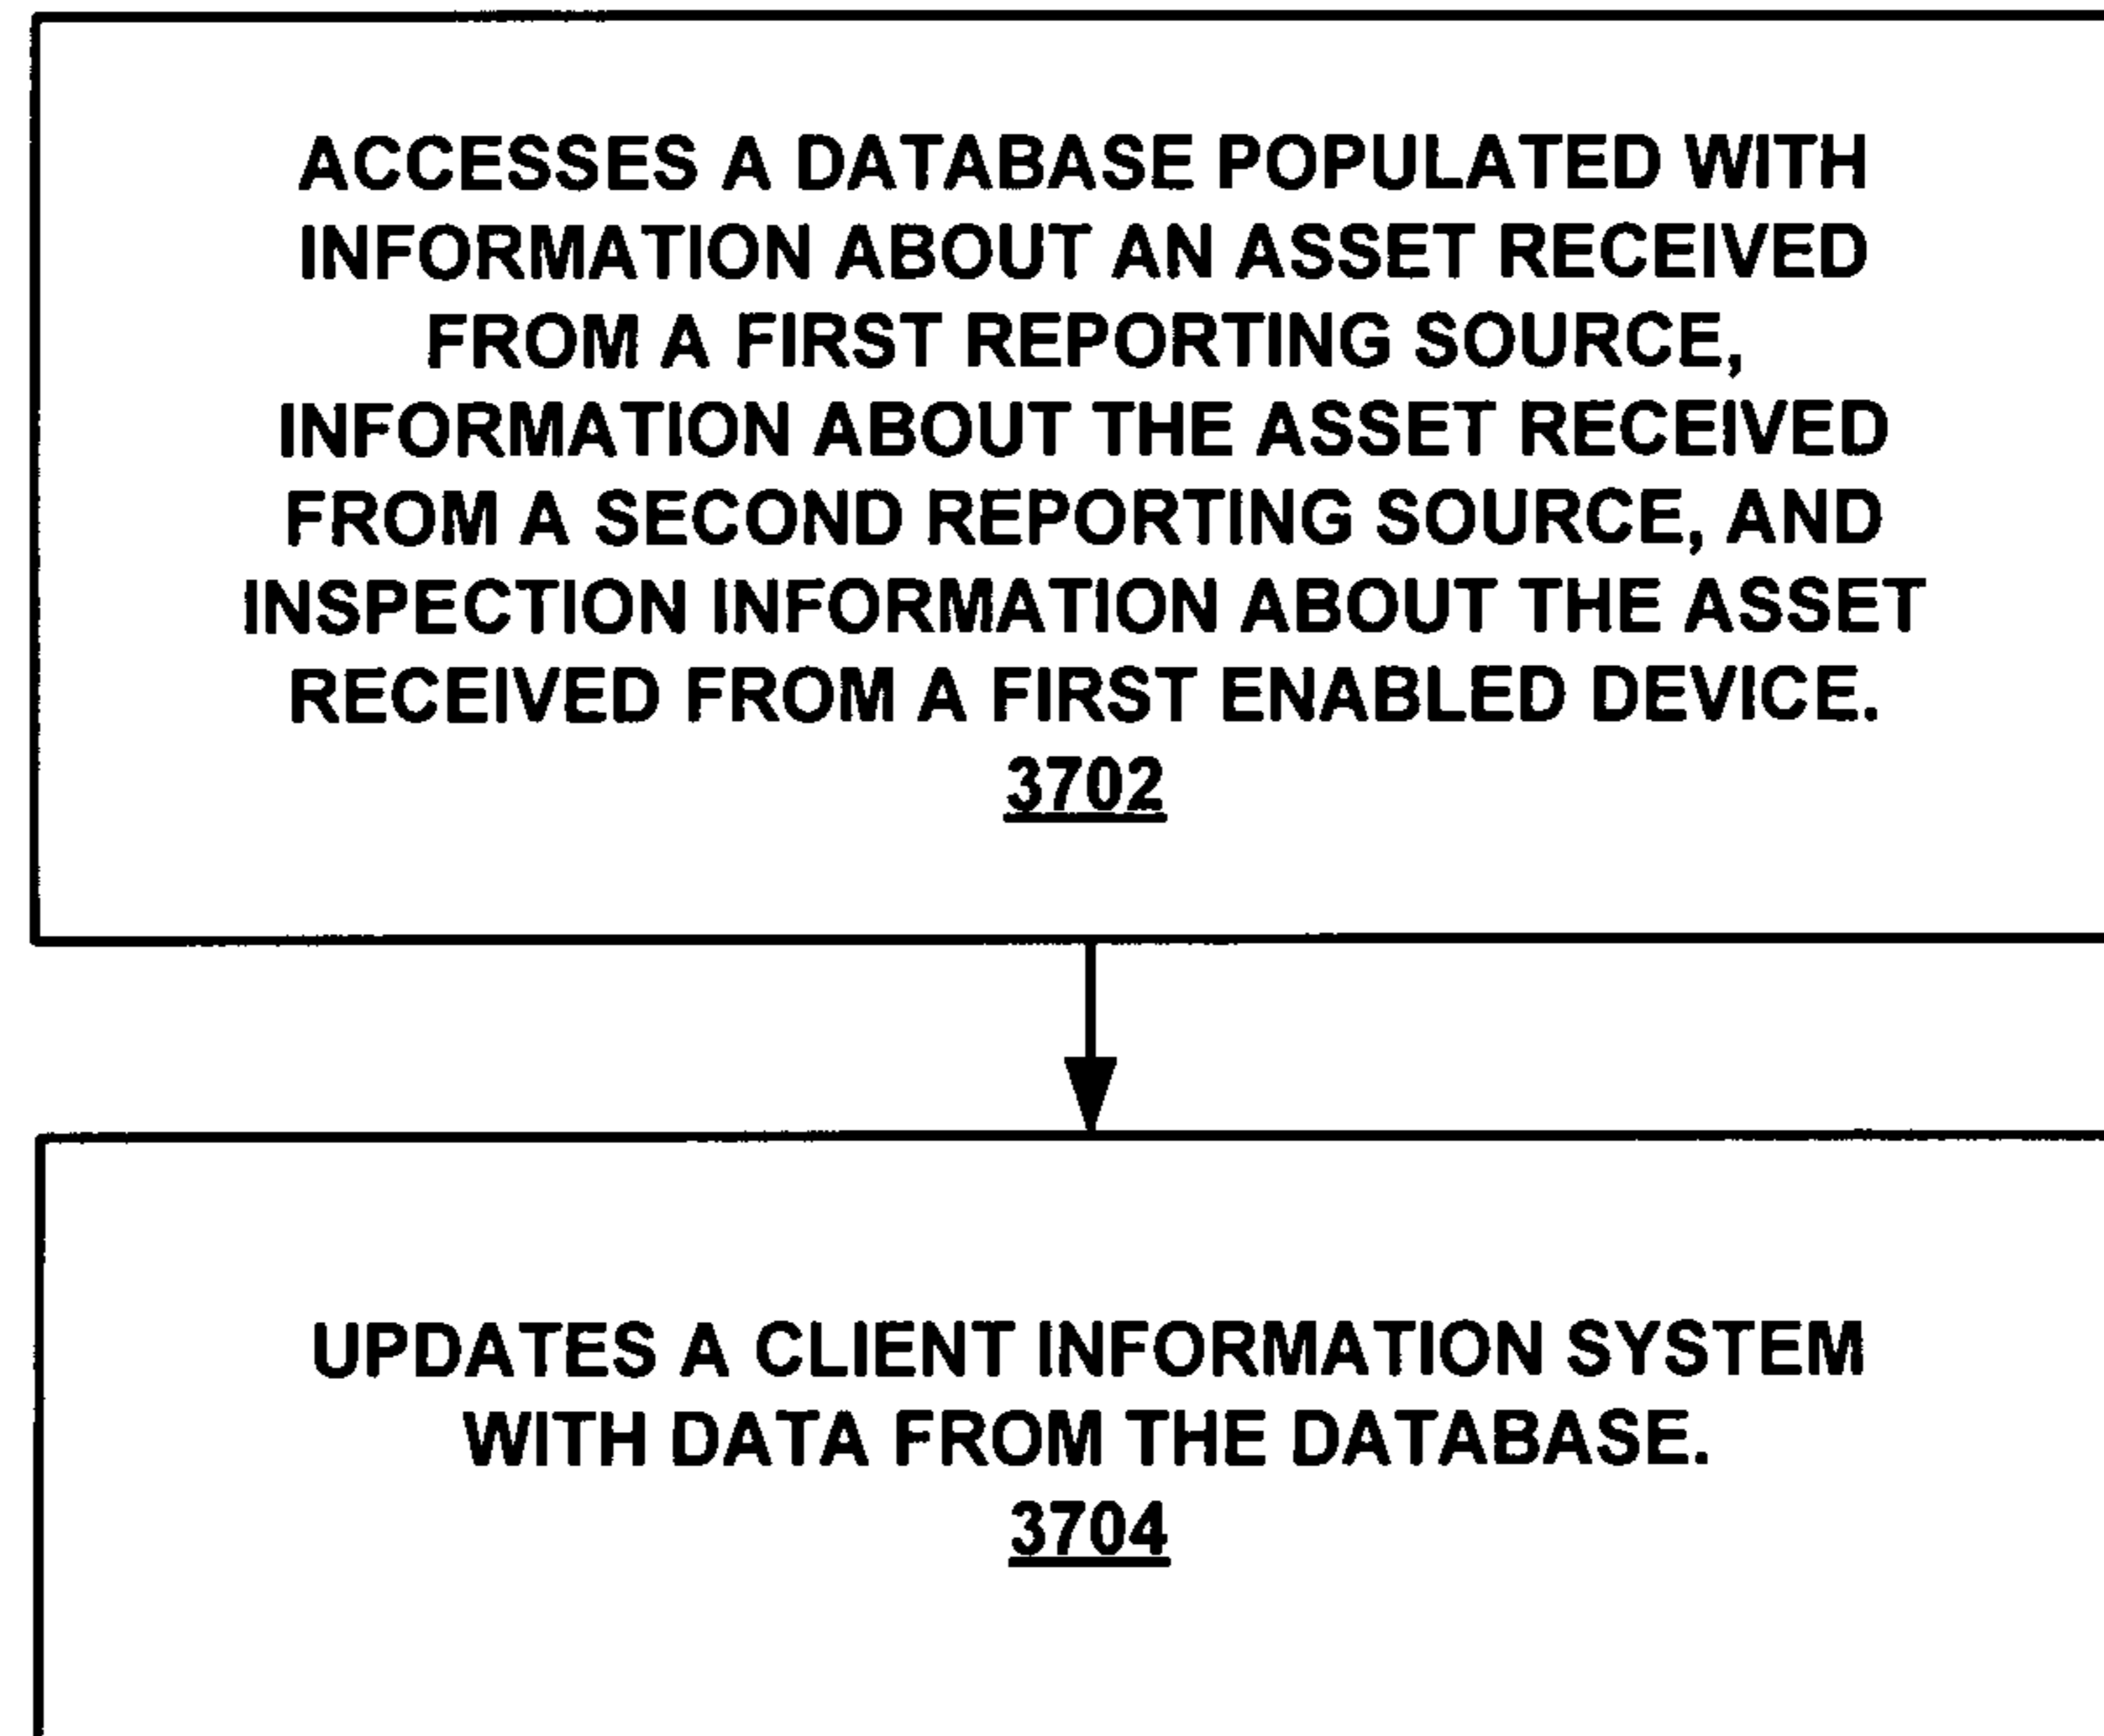 ACCESSES A DATABASE POPULATED WITH
INFORMATION ABOUT AN ASSET RECEIVED
FROM A FIRST REPORTING SOURCE,
INFORMATION ABOUT THE ASSET RECEIVED
FROM A SECOND REPORTING SOURCE, AND
INSPECTION INFORMATION ABOUT THE ASSET
RECEIVED FROM A FIRST ENABLED DEVICE.
3702
UPDATES A CLIENT INFORMATION SYSTEM
WITH DATA FROM THE DATABASE.
3704